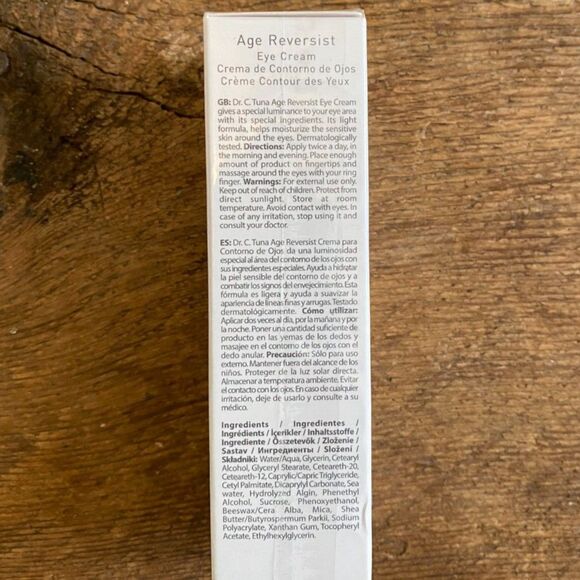 Age Reversist
Eye Cream
Crema de Contorno de Ojos
Crème Contour des Yeux
GB: Dr. C. Tuna Age Reversist Eye Cream
gives a special luminance to your eye area
with its special ingredients. Its light
formula, helps moisturize the sensitive
skin around the eyes. Dermatologically
tested. Directions: Apply twice a day, in
the morning and evening. Place enough
amount of product on fingertips and
massage around the eyes with your ring
finger. Warnings: For external use only.
Keep out of reach of children. Protect from
direct sunlight. Store at room
temperature. Avoid contact with eyes. In
case of any irritation, stop using it and
consult your doctor.
ES: Dr. C. Tuna Age Reversist Crema para
Contorno de Ojos da una luminosidad
especial al área del contorno de los ojos con
sus ingredientes especiales. Ayuda a hidratar
la piel sensible del contorno de ojos y a
combatir los signos del envejecimiento. Esta
fórmula es ligera y ayuda a suavizar la
apariencia de líneas finas y arrugas. Testado
dermatológicamente. Cómo utilizar:
Aplicar dos veces al día, por la mañana y por
la noche. Poner una cantidad suficiente de
producto en las yemas de los dedos y
masajee en el contorno de los ojos con el
dedo anular. Precaución: Sólo para uso
externo. Mantener fuera del alcance de los
niños. Proteger de la luz solar directa.
Almacenar a temperatura ambiente. Evitar
el contacto con los ojos. En caso de cualquier
irritación, deje de usarlo y consulte a su
médico.
Ingredients / Ingredientes /
Ingrédients / İçerikler / Inhaltsstoffe /
Ingrediente / Összetevők / Zloženie /
Sastav / Ингредиенты / Složení /
Składniki: Water/Aqua, Glycerin, Cetearyl
Alcohol, Glyceryl Stearate, Ceteareth-20,
Ceteareth-12, Caprylic/Capric Triglyceride,
Cetyl Palmitate, Dicaprylyl Carbonate, Sea
water, Hydrolyzed Algin, Phenethyl
Alcohol, Sucrose, Phenoxyethanol,
Beeswax/Cera Alba, Mica, Shea
Butter/Butyrospermum Parkii, Sodium
Polyacrylate, Xanthan Gum, Tocopheryl
Acetate, Ethylhexylglycerin.